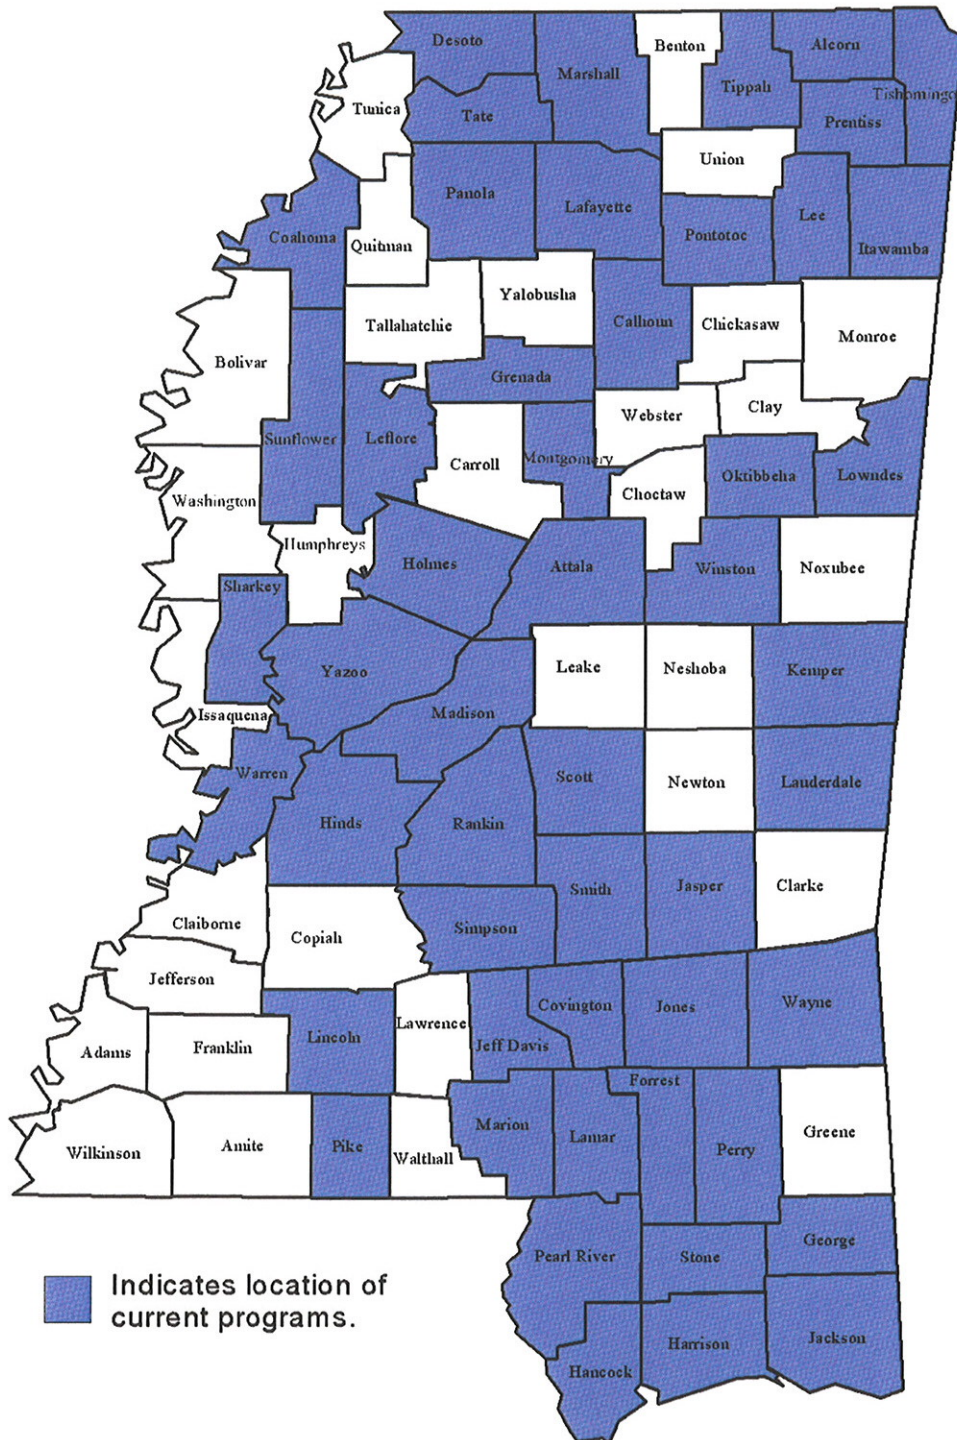 Desoto
Benton
Alcorn
Marshall
Tippah
Tishomingo
Tunica
Tate
Prentiss
Union
Panola
Lafayette
Lee
Coahoma
Quitman
Pontotoc
Itawamba
Yalobusha
Tallahatchie
Calhoun
Chickasaw
Monroe
Bolivar
Grenada
Webster
Clay
Sunflower
Leflore
Carroll
Montgomery
Choctaw
Oktibbeha
Lowndes
Washington
Humphreys
Holmes
Attala
Winston
Noxubee
Sharkey
Yazoo
Leake
Neshoba
Kemper
Issaquena
Madison
Warren
Scott
Newton
Lauderdale
Hinds
Rankin
Smith
Jasper
Clarke
Claiborne
Copiah
Simpson
Jefferson
Covington
Jones
Wayne
Lawrence
Lincoln
Jeff Davis
Adams
Franklin
Forrest
Marion
Lamar
Perry
Greene
Wilkinson
Amite
Pike
Walthall
Pearl River
Stone
George
Indicates location of
current programs.
Harrison
Jackson
Hancock